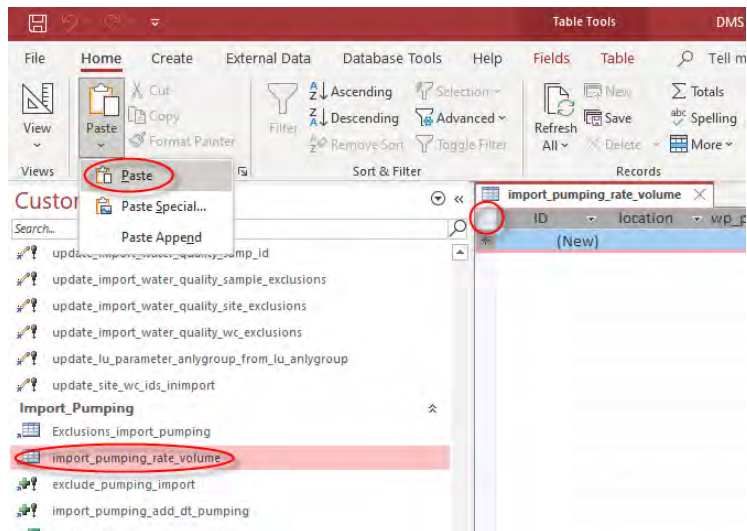 Table Tools DMS
File Home Create External Data Database Tools Help Fields Table Tell m
Cut
Copy
Format Painter
Paste
View
Filter
Ascending
Descending
Remove Sort
Selection
Advanced
Toggle Filter
Refresh All
New
Save
Delete
Totals
Spelling
More
Views Sort & Filter Records
Paste
Paste Special...
Paste Append
Custo
Search...
import_pumping_rate_volume
ID location wp_p
(New)
update_import_water_quality_samp_id
update_import_water_quality_sample_exclusions
update_import_water_quality_site_exclusions
update_import_water_quality_wc_exclusions
update_lu_parameter_anlygroup_from_lu_anlygroup
update_site_wc_ids_inimport
Import_Pumping
Exclusions_import_pumping
import_pumping_rate_volume
exclude_pumping_import
import_pumping_add_dt_pumping